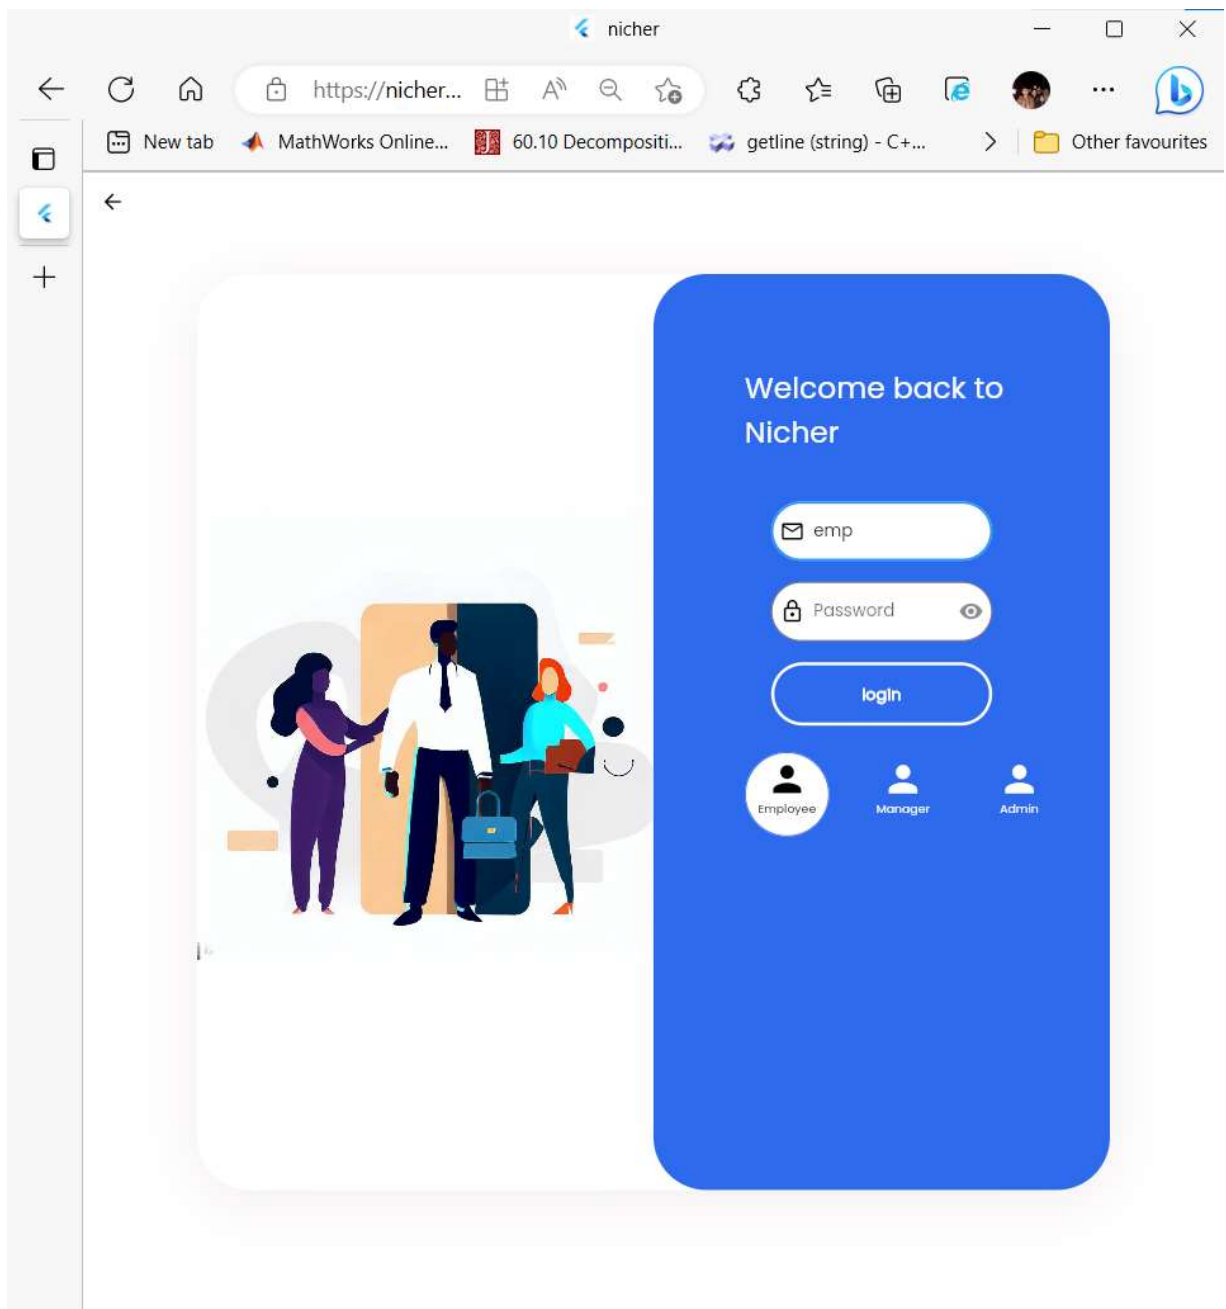 nicher
https://nicher...
New tab
MathWorks Online...
60.10 Decompositi...
getline (string) - C+...
Other favourites
Welcome back to
Nicher
emp
Password
login
Employee
Manager
Admin